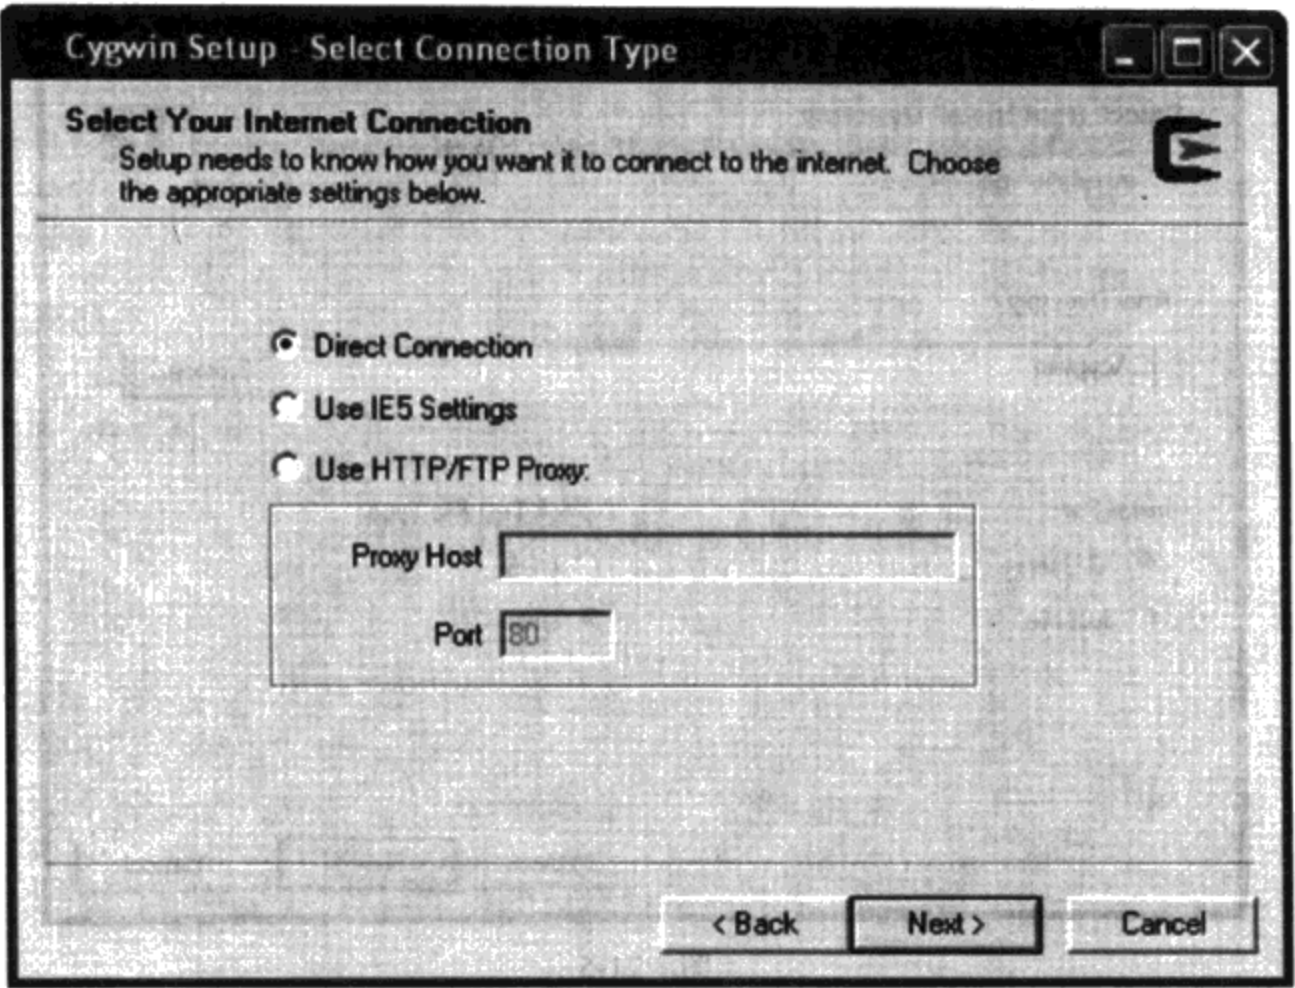 Cygwin Setup - Select Connection Type
Select Your Internet Connection
Setup needs to know how you want it to connect to the internet. Choose
the appropriate settings below.
Direct Connection
Use IE5 Settings
Use HTTP/FTP Proxy:
Proxy Host
Port 80
< Back Next > Cancel